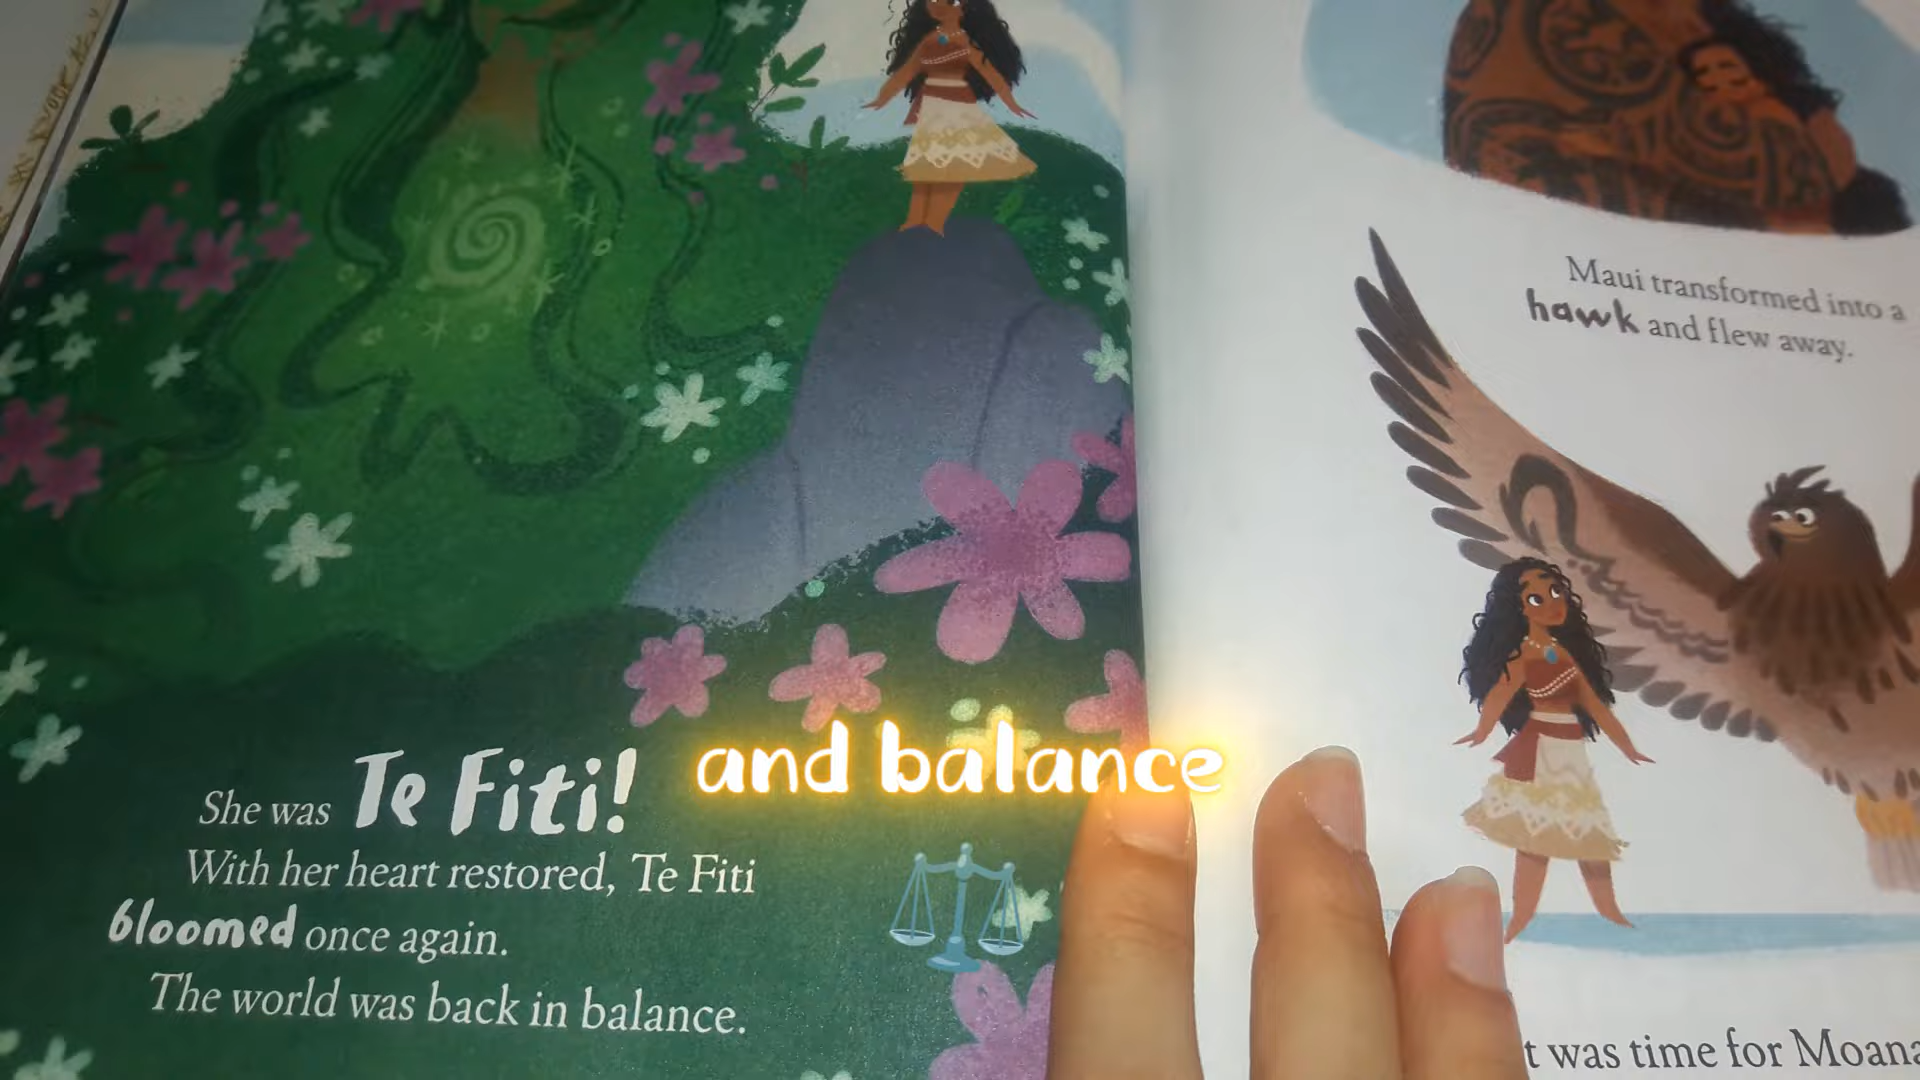 She was Te Fiti!
With her heart restored, Te Fiti
bloomed once again.
The world was back in balance.
and balance
Maui transformed into a
hawk and flew away.
t was time for Moana